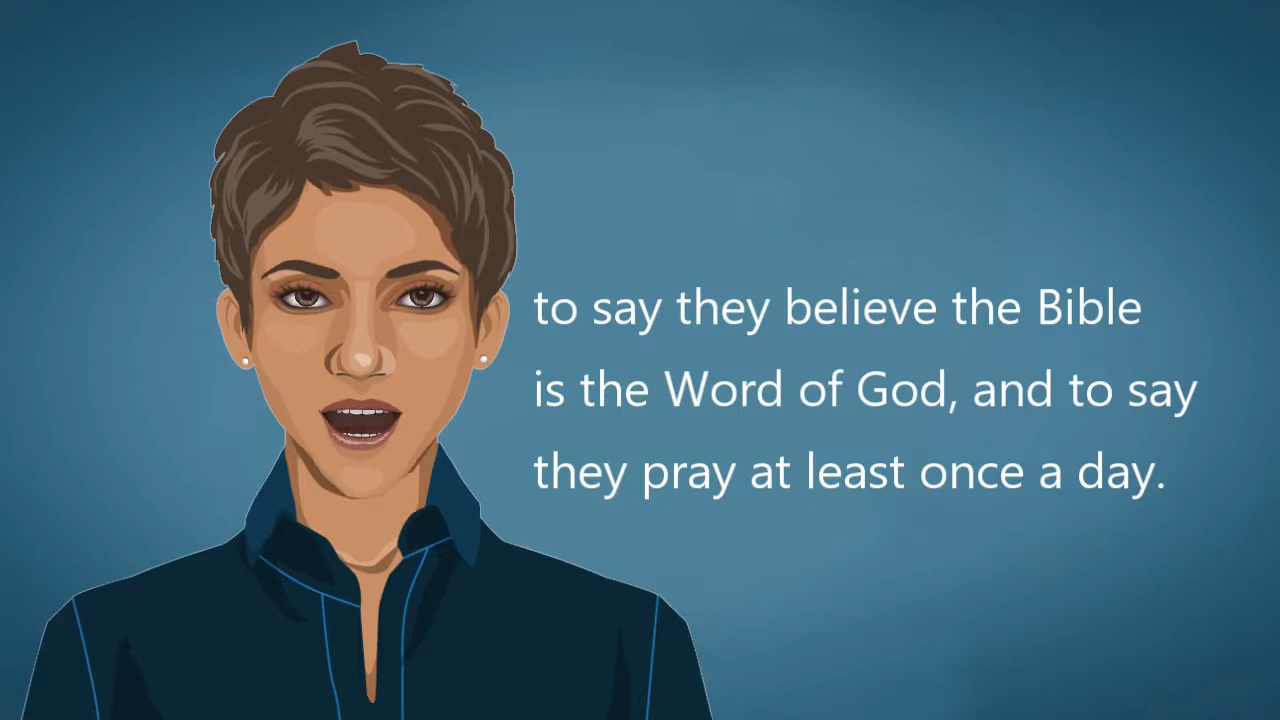 to say they believe the Bible
is the Word of God, and to say
they pray at least once a day.